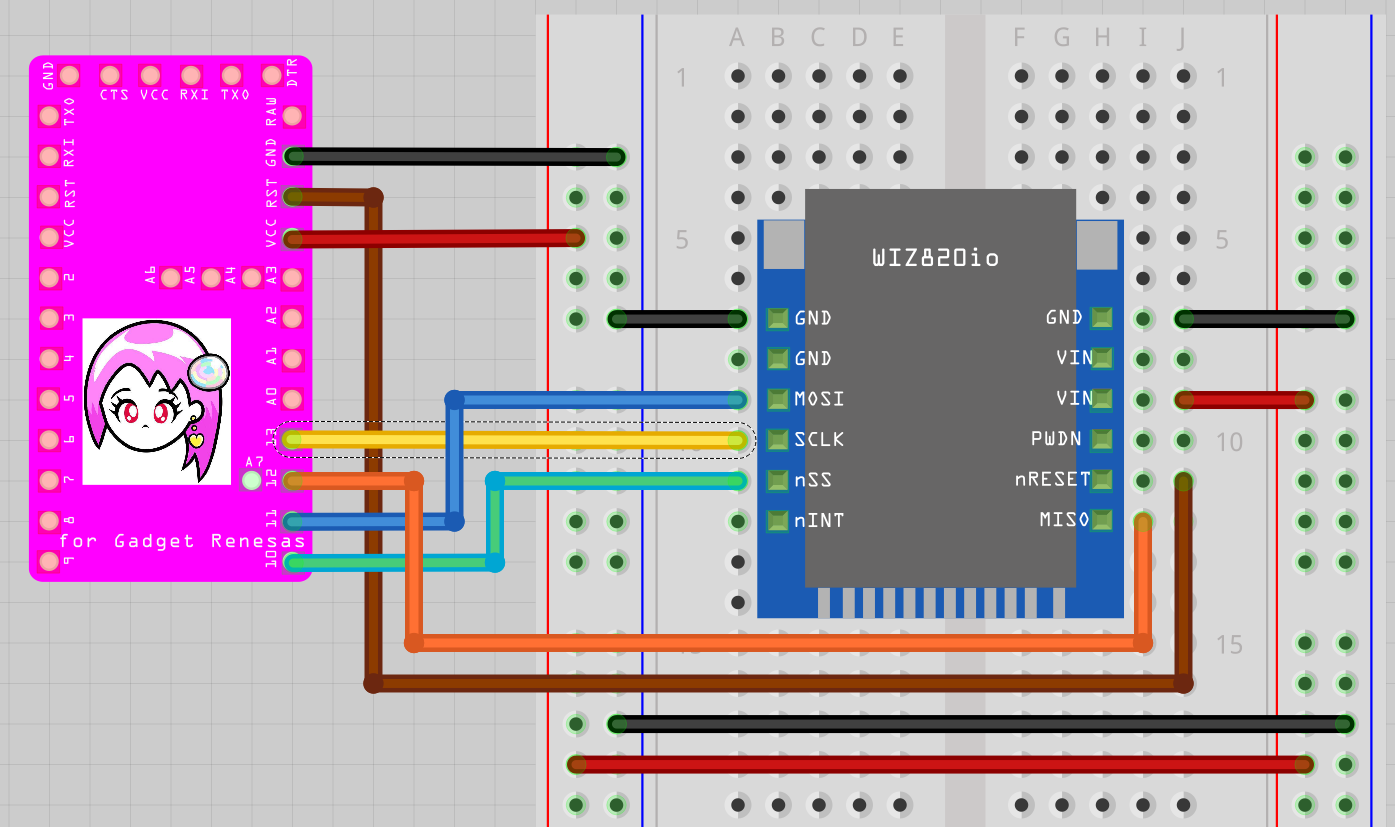 A B C D E F G H I J
1 1
5 5
10
15 15
GND CTS VCC RXI TXO DTR
TXO
RXI
RST
VCC
2
3
4
5
6
7
8
9
RAW
GND
RST
VCC
A6 A5 A4 A3
A2
A1
A0
13
A7 12
11
10
for Gadget Renesas
WIZ820io
GND GND
GND VIN
MOSI VIN
SCLK PWDN
nSS nRESET
nINT MISO